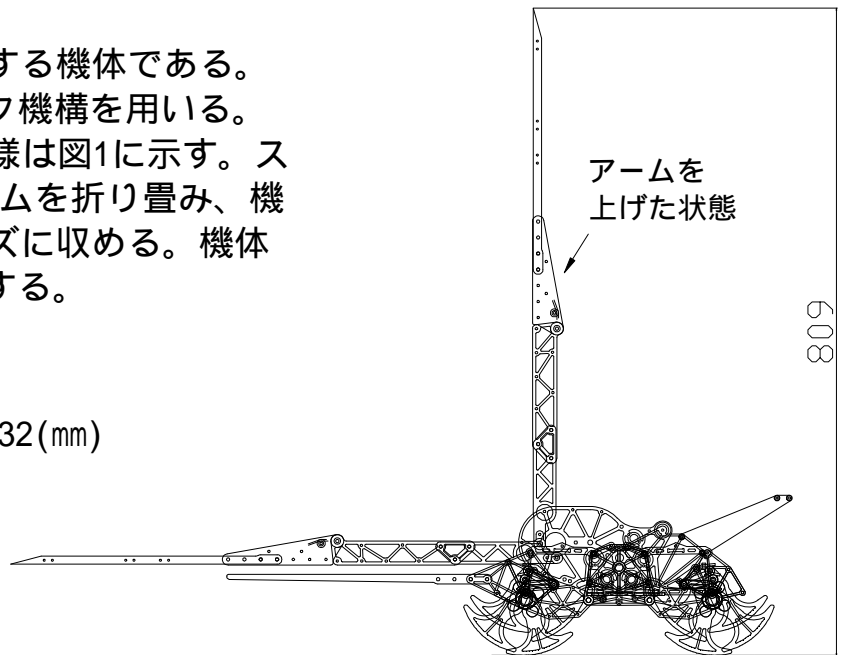 する機体である。
ク機構を用いる。
様は図1に示す。ス
ムを折り畳み、機
ズに収める。機体
する。
32(㎜)
アームを
上げた状態
809